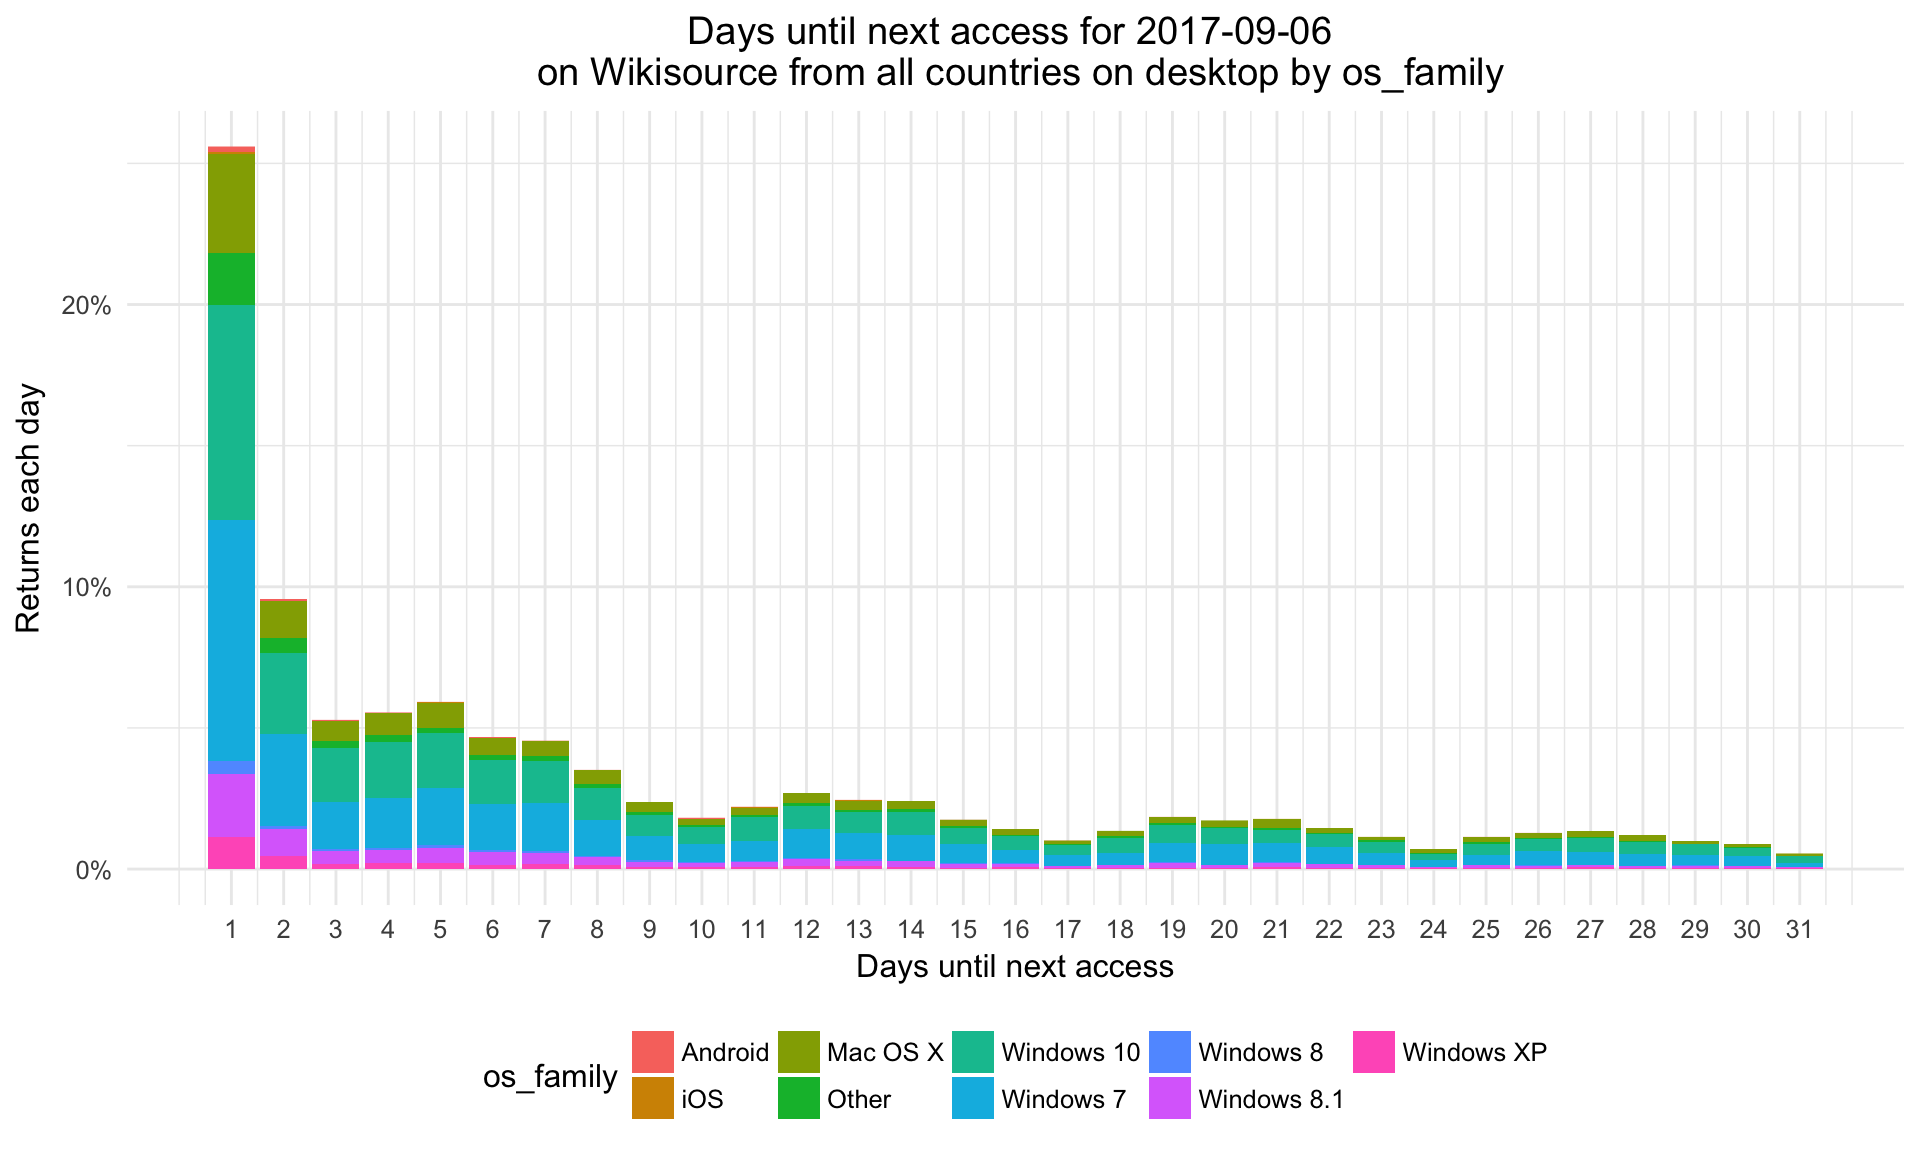 Days until next access for 2017-09-06
on Wikisource from all countries on desktop by os_family
Returns each day
20%
10%
0%
1 2 3 4 5 6 7 8 9 10 11 12 13 14 15 16 17 18 19 20 21 22 23 24 25 26 27 28 29 30 31
Days until next access
os_family
Android Mac OS X Windows 10 Windows 8 Windows XP
iOS Other Windows 7 Windows 8.1